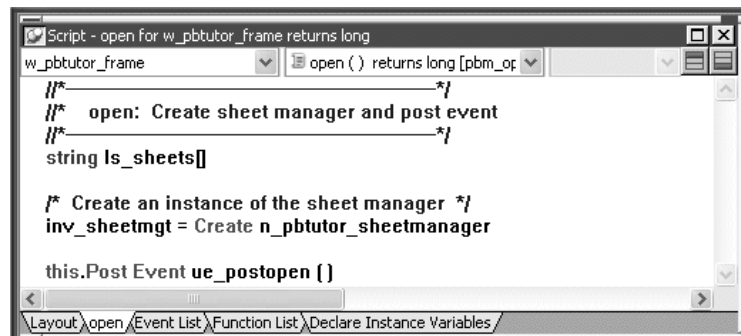 Script - open for w_pbtutor_frame returns long
w_pbtutor_frame open ( ) returns long [pbm_op
//*————————————————————*/
//* open: Create sheet manager and post event
//*————————————————————*/
string ls_sheets[]
/* Create an instance of the sheet manager */
inv_sheetmgt = Create n_pbtutor_sheetmanager
this.Post Event ue_postopen ( )
Layout open Event List Function List Declare Instance Variables